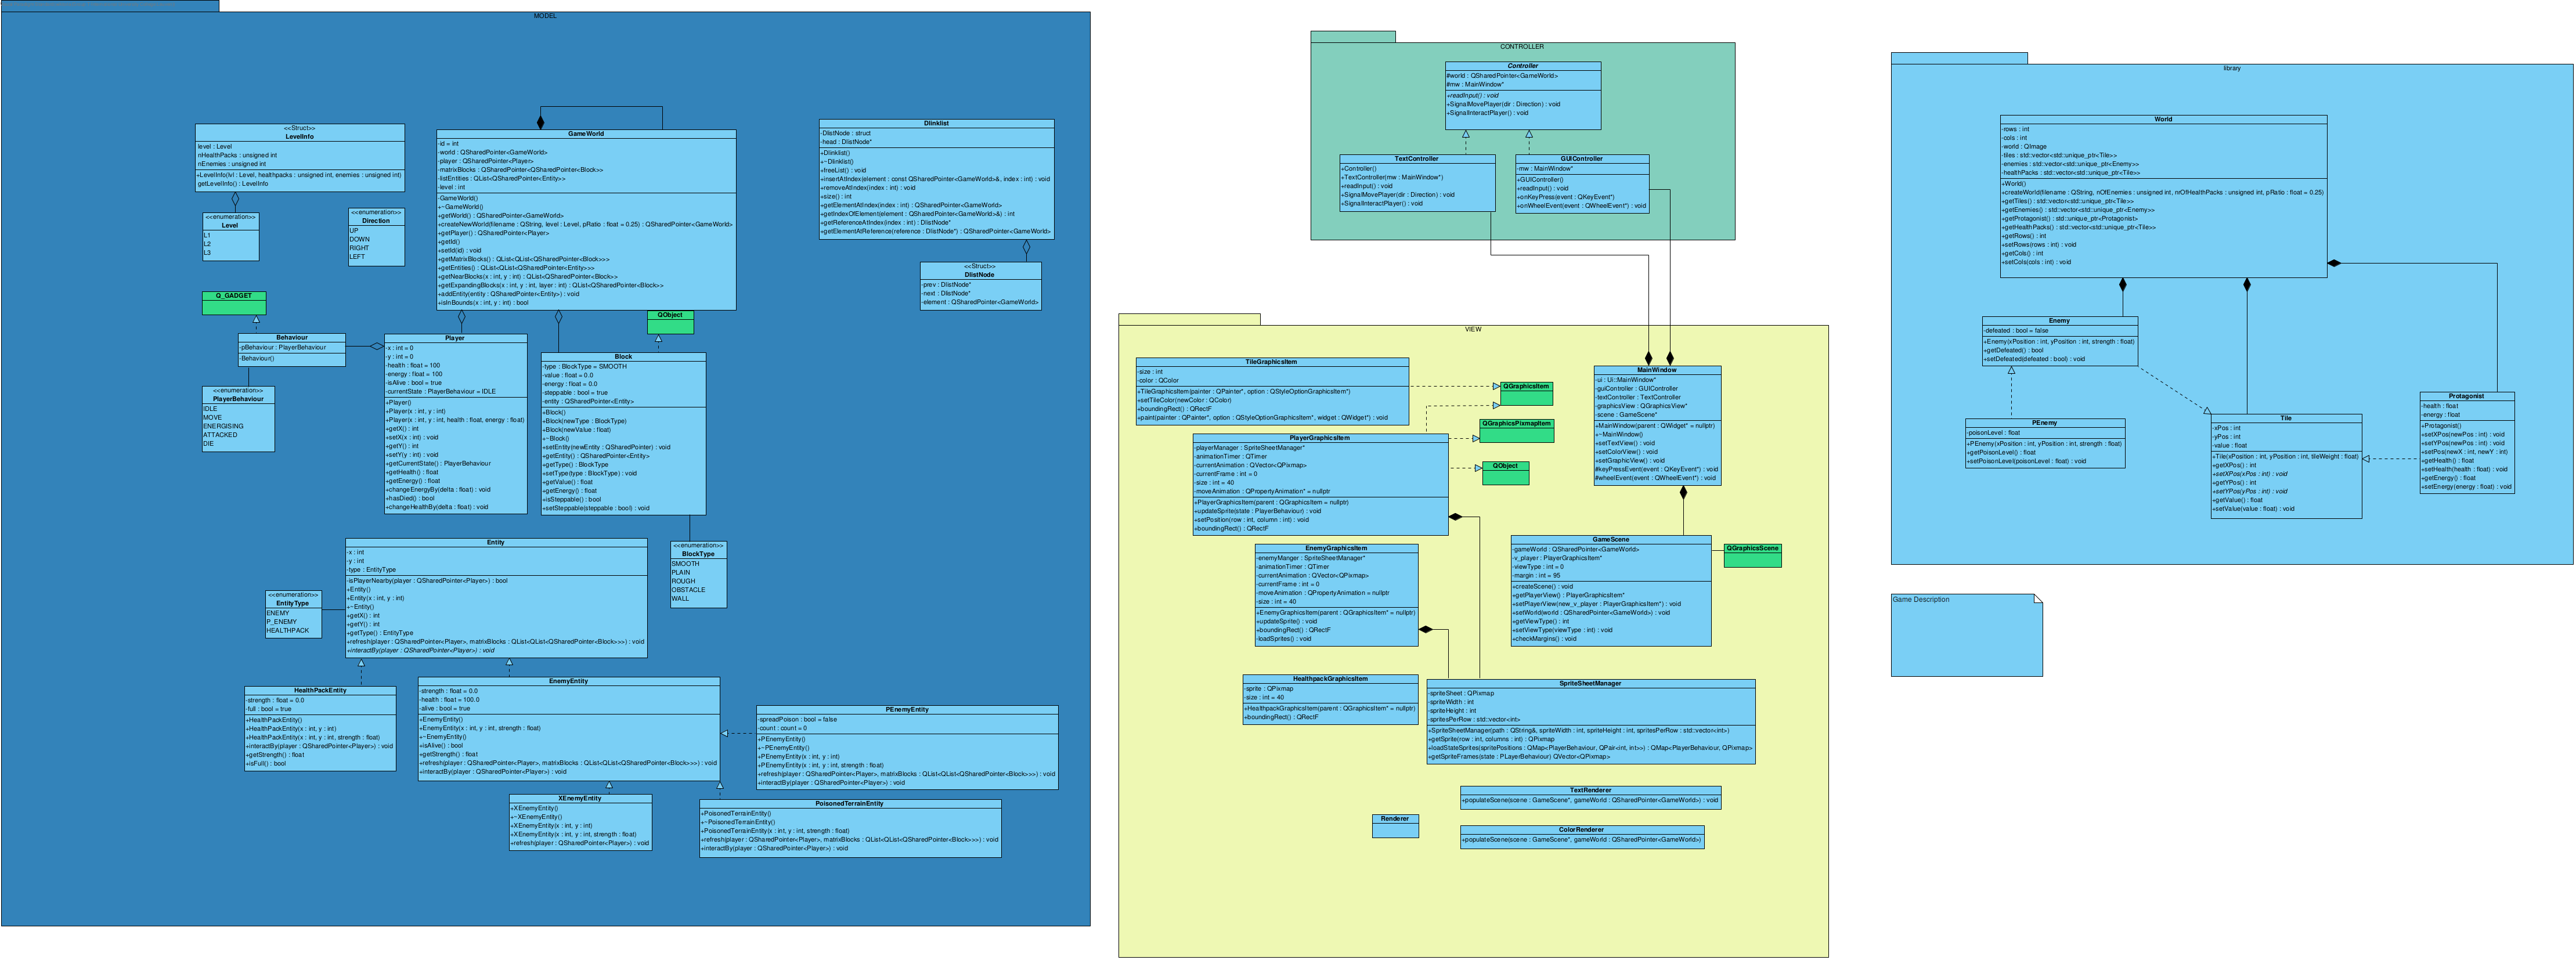 MODEL
<<Struct>>
LevelInfo
level : Level
nHealthPacks : unsigned int
nEnemies : unsigned int
+LevelInfo(lvl : Level, healthpacks : unsigned int, enemies : unsigned int)
getLevelInfo() : LevelInfo
<<enumeration>>
Level
L1
L2
L3
<<enumeration>>
Direction
UP
DOWN
RIGHT
LEFT
GameWorld
-id = int
-world : QSharedPointer<GameWorld>
-player : QSharedPointer<Player>
-matrixBlocks : QSharedPointer<QSharedPointer<Block>>
-listEntities : QList<QSharedPointer<Entity>>
-level : int
-GameWorld()
+~GameWorld()
+getWorld() : QSharedPointer<GameWorld>
+createNewWorld(filename : QString, level : Level, pRatio : float = 0.25) : QSharedPointer<GameWorld>
+getPlayer() : QSharedPointer<Player>
+getId()
+setId(id) : void
+getMatrixBlocks() : QList<QList<QSharedPointer<Block>>>
+getEntities() : QList<QList<QSharedPointer<Entity>>>
+getNearBlocks(x : int, y : int) : QList<QSharedPointer<Block>>
+getExpandingBlocks(x : int, y : int, layer : int) : QList<QSharedPointer<Block>>
+addEntity(entity : QSharedPointer<Entity>) : void
+isInBounds(x : int, y : int) : bool
Dlinklist
-DlistNode : struct
-head : DlistNode*
+Dlinklist()
+~Dlinklist()
+freeList() : void
+insertAtIndex(element : const QSharedPointer<GameWorld>&, index : int) : void
+removeAtIndex(index : int) : void
+size() : int
+getElementAtIndex(index : int) : QSharedPointer<GameWorld>
+getIndexOfElement(element : QSharedPointer<GameWorld>&) : int
+getReferenceAtIndex(index : int) : DlistNode*
+getElementAtReference(reference : DlistNode*) : QSharedPointer<GameWorld>
<<Struct>>
DlistNode
-prev : DlistNode*
-next : DlistNode*
-element : QSharedPointer<GameWorld>
Q_GADGET
Behaviour
-pBehaviour : PlayerBehaviour
-Behaviour()
<<enumeration>>
PlayerBehaviour
IDLE
MOVE
ENERGISING
ATTACKED
DIE
Player
-x : int = 0
-y : int = 0
-health : float = 100
-energy : float = 100
-isAlive : bool = true
-currentState : PlayerBehaviour = IDLE
+Player()
+Player(x : int, y : int)
+Player(x : int, y : int, health : float, energy : float)
+getX() : int
+setX(x : int) : void
+getY() : int
+setY(y : int) : void
+getCurrentState() : PlayerBehaviour
+getHealth() : float
+getEnergy() : float
+changeEnergyBy(delta : float) : void
+hasDied() : bool
+changeHealthBy(delta : float) : void
QObject
Block
-type : BlockType = SMOOTH
-value : float = 0.0
-energy : float = 0.0
-steppable : bool = true
-entity : QSharedPointer<Entity>
+Block()
+Block(newType : BlockType)
+Block(newValue : float)
+~Block()
+setEntity(newEntity : QSharedPointer) : void
+getEntity() : QSharedPointer<Entity>
+getType() : BlockType
+setType(type : BlockType) : void
+getValue() : float
+getEnergy() : float
+isSteppable() : bool
+setSteppable(steppable : bool) : void
<<enumeration>>
BlockType
SMOOTH
PLAIN
ROUGH
OBSTACLE
WALL
Entity
-x : int
-y : int
-type : EntityType
-isPlayerNearby(player : QSharedPointer<Player>) : bool
+Entity()
+Entity(x : int, y : int)
+~Entity()
+getX() : int
+getY() : int
+getType() : EntityType
+refresh(player : QSharedPointer<Player>, matrixBlocks : QList<QList<QSharedPointer<Block>>>) : void
+interactBy(player : QSharedPointer<Player>) : void
<<enumeration>>
EntityType
ENEMY
P_ENEMY
HEALTHPACK
HealthPackEntity
-strength : float = 0.0
-full : bool = true
+HealthPackEntity()
+HealthPackEntity(x : int, y : int)
+HealthPackEntity(x : int, y : int, strength : float)
+interactBy(player : QSharedPointer<Player>) : void
+getStrength() : float
+isFull() : bool
EnemyEntity
-strength : float = 0.0
-health : float = 100.0
-alive : bool = true
+EnemyEntity()
+EnemyEntity(x : int, y : int, strength : float)
+~EnemyEntity()
+isAlive() : bool
+getStrength() : float
+refresh(player : QSharedPointer<Player>, matrixBlocks : QList<QList<QSharedPointer<Block>>>) : void
+interactBy(player : QSharedPointer<Player>) : void
PEnemyEntity
-spreadPoison : bool = false
-count : count = 0
+PEnemyEntity()
+~PEnemyEntity()
+PEnemyEntity(x : int, y : int)
+PEnemyEntity(x : int, y : int, strength : float)
+refresh(player : QSharedPointer<Player>, matrixBlocks : QList<QList<QSharedPointer<Block>>>) : void
+interactBy(player : QSharedPointer<Player>) : void
XEnemyEntity
+XEnemyEntity()
+~XEnemyEntity()
+XEnemyEntity(x : int, y : int)
+XEnemyEntity(x : int, y : int, strength : float)
+refresh(player : QSharedPointer<Player>) : void
PoisonedTerrainEntity
+PoisonedTerrainEntity()
+~PoisonedTerrainEntity()
+PoisonedTerrainEntity(x : int, y : int, strength : float)
+refresh(player : QSharedPointer<Player>, matrixBlocks : QList<QList<QSharedPointer<Block>>>) : void
+interactBy(player : QSharedPointer<Player>) : void
CONTROLLER
Controller
#world : QSharedPointer<GameWorld>
#mw : MainWindow*
+readInput() : void
+SignalMovePlayer(dir : Direction) : void
+SignalInteractPlayer() : void
TextController
+Controller()
+TextController(mw : MainWindow*)
+readInput() : void
+SignalMovePlayer(dir : Direction) : void
+SignalInteractPlayer() : void
GUIController
-mw : MainWindow*
+GUIController()
+readInput() : void
+onKeyPress(event : QKeyEvent*)
+onWheelEvent(event : QWheelEvent*) : void
VIEW
TileGraphicsItem
-size : int
-color : QColor
+TileGraphicsItem(painter : QPainter*, option : QStyleOptionGraphicsItem*)
+setTileColor(newColor : QColor)
+boundingRect() : QRectF
+paint(painter : QPainter*, option : QStyleOptionGraphicsItem*, widget : QWidget*) : void
QGraphicsItem
QGraphicsPixmapItem
QObject
PlayerGraphicsItem
-playerManager : SpriteSheetManager*
-animationTimer : QTimer
-currentAnimation : QVector<QPixmap>
-currentFrame : int = 0
-size : int = 40
-moveAnimation : QPropertyAnimation* = nullptr
+PlayerGraphicsItem(parent : QGraphicsItem = nullptr)
+updateSprite(state : PlayerBehaviour) : void
+setPosition(row : int, column : int) : void
+boundingRect() : QRectF
EnemyGraphicsItem
-enemyManger : SpriteSheetManager*
-animationTimer : QTimer
-currentAnimation : QVector<QPixmap>
-currentFrame : int = 0
-moveAnimation : QPropertyAnimation = nullptr
-size : int = 40
+EnemyGraphicsItem(parent : QGraphicsItem* = nullptr)
+updateSprite() : void
+boundingRect() : QRectF
-loadSprites() : void
HealthpackGraphicsItem
-sprite : QPixmap
-size : int = 40
+HealthpackGraphicsItem(parent : QGraphicsItem* = nullptr)
+boundingRect() : QRectF
MainWindow
-ui : Ui::MainWindow*
-guiController : GUIController
-textController : TextController
-graphicsView : QGraphicsView*
-scene : GameScene*
+MainWindow(parent : QWidget* = nullptr)
+~MainWindow()
+setTextView() : void
+setColorView() : void
+setGraphicView() : void
#keyPressEvent(event : QKeyEvent*) : void
#wheelEvent(event : QWheelEvent*) : void
GameScene
-gameWorld : QSharedPointer<GameWorld>
-v_player : PlayerGraphicsItem*
-viewType : int = 0
-margin : int = 95
+createScene() : void
+getPlayerView() : PlayerGraphicsItem*
+setPlayerView(new_v_player : PlayerGraphicsItem*) : void
+setWorld(world : QSharedPointer<GameWorld) : void
+getViewType() : int
+setViewType(viewType : int) : void
+checkMargins() : void
QGraphicsScene
SpriteSheetManager
-spriteSheet : QPixmap
-spriteWidth : int
-spriteHeight : int
-spritesPerRow : std::vector<int>
+SpriteSheetManager(path : QString&, spriteWidth : int, spriteHeight : int, spritesPerRow : std::vector<int>)
+getSprite(row : int, columns : int) : QPixmap
+loadStateSprites(spritePositions : QMap<PlayerBehaviour, QPair<int, int>>) : QMap<PlayerBehaviour, QPixmap>
+getSpriteFrames(state : PLayerBehaviour) QVector<QPixmap>
TextRenderer
+populateScene(scene : GameScene*, gameWorld : QSharedPointer<GameWorld>) : void
Renderer
ColorRenderer
+populateScene(scene : GameScene*, gameWorld : QSharedPointer<GameWorld>)
library
World
-rows : int
-cols : int
-world : QImage
-tiles : std::vector<std::unique_ptr<Tile>>
-enemies : std::vector<std::unique_ptr<Enemy>>
-healthPacks : std::vector<std::unique_ptr<Tile>>
+World()
+createWorld(filename : QString, nOfEnemies : unsigned int, nrOfHealthPacks : unsigned int, pRatio : float = 0.25)
+getTiles() : std::vector<std::unique_ptr<Tile>>
+getEnemies() : std::vector<std::unique_ptr<Enemy>>
+getProtagonist() : std::unique_ptr<Protagonist>
+getHealthPacks() : std::vector<std::unique_ptr<Tile>>
+getRows() : int
+setRows(rows : int) : void
+getCols() : int
+setCols(cols : int) : void
Enemy
-defeated : bool = false
+Enemy(xPosition : int, yPosition : int, strength : float)
+getDefeated() : bool
+setDefeated(defeated : bool) : void
PEnemy
-poisonLevel : float
+PEnemy(xPosition : int, yPosition : int, strength : float)
+getPoisonLevel() : float
+setPoisonLevel(poisonLevel : float) : void
Tile
-xPos : int
-yPos : int
-value : float
+Tile(xPosition : int, yPosition : int, tileWeight : float)
+getXPos() : int
+setXPos(xPos : int) : void
+getYPos() : int
+setYPos(yPos : int) : void
+getValue() : float
+setValue(value : float) : void
Protagonist
-health : float
-energy : float
+Protagonist()
+setXPos(newPos : int) : void
+setYPos(newPos : int) : void
+setPos(newX : int, newY : int)
+getHealth() : float
+setHealth(health : float) : void
+getEnergy() : float
+setEnergy(energy : float) : void
Game Description